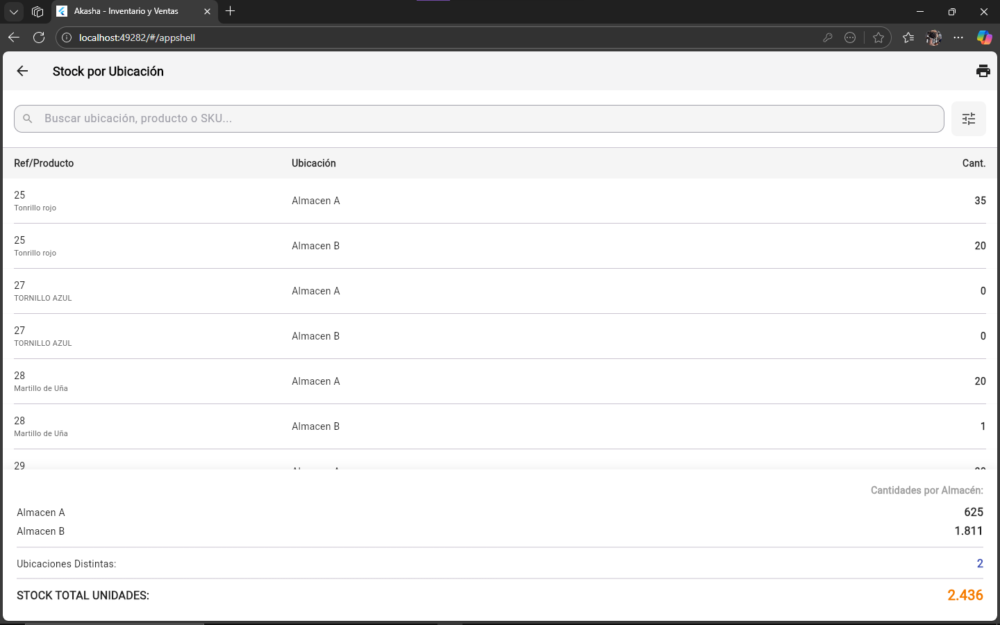 Akasha - Inventario y Ventas
localhost:49282/#/appshell
Stock por Ubicación
Buscar ubicación, producto o SKU...
Ref/Producto Ubicación Cant.
25
Tonrillo rojo
Almacen A 35
25
Tonrillo rojo
Almacen B 20
27
TORNILLO AZUL
Almacen A 0
27
TORNILLO AZUL
Almacen B 0
28
Martillo de Uña
Almacen A 20
28
Martillo de Uña
Almacen B 1
29
Cantidades por Almacén:
Almacen A 625
Almacen B 1.811
Ubicaciones Distintas: 2
STOCK TOTAL UNIDADES: 2.436